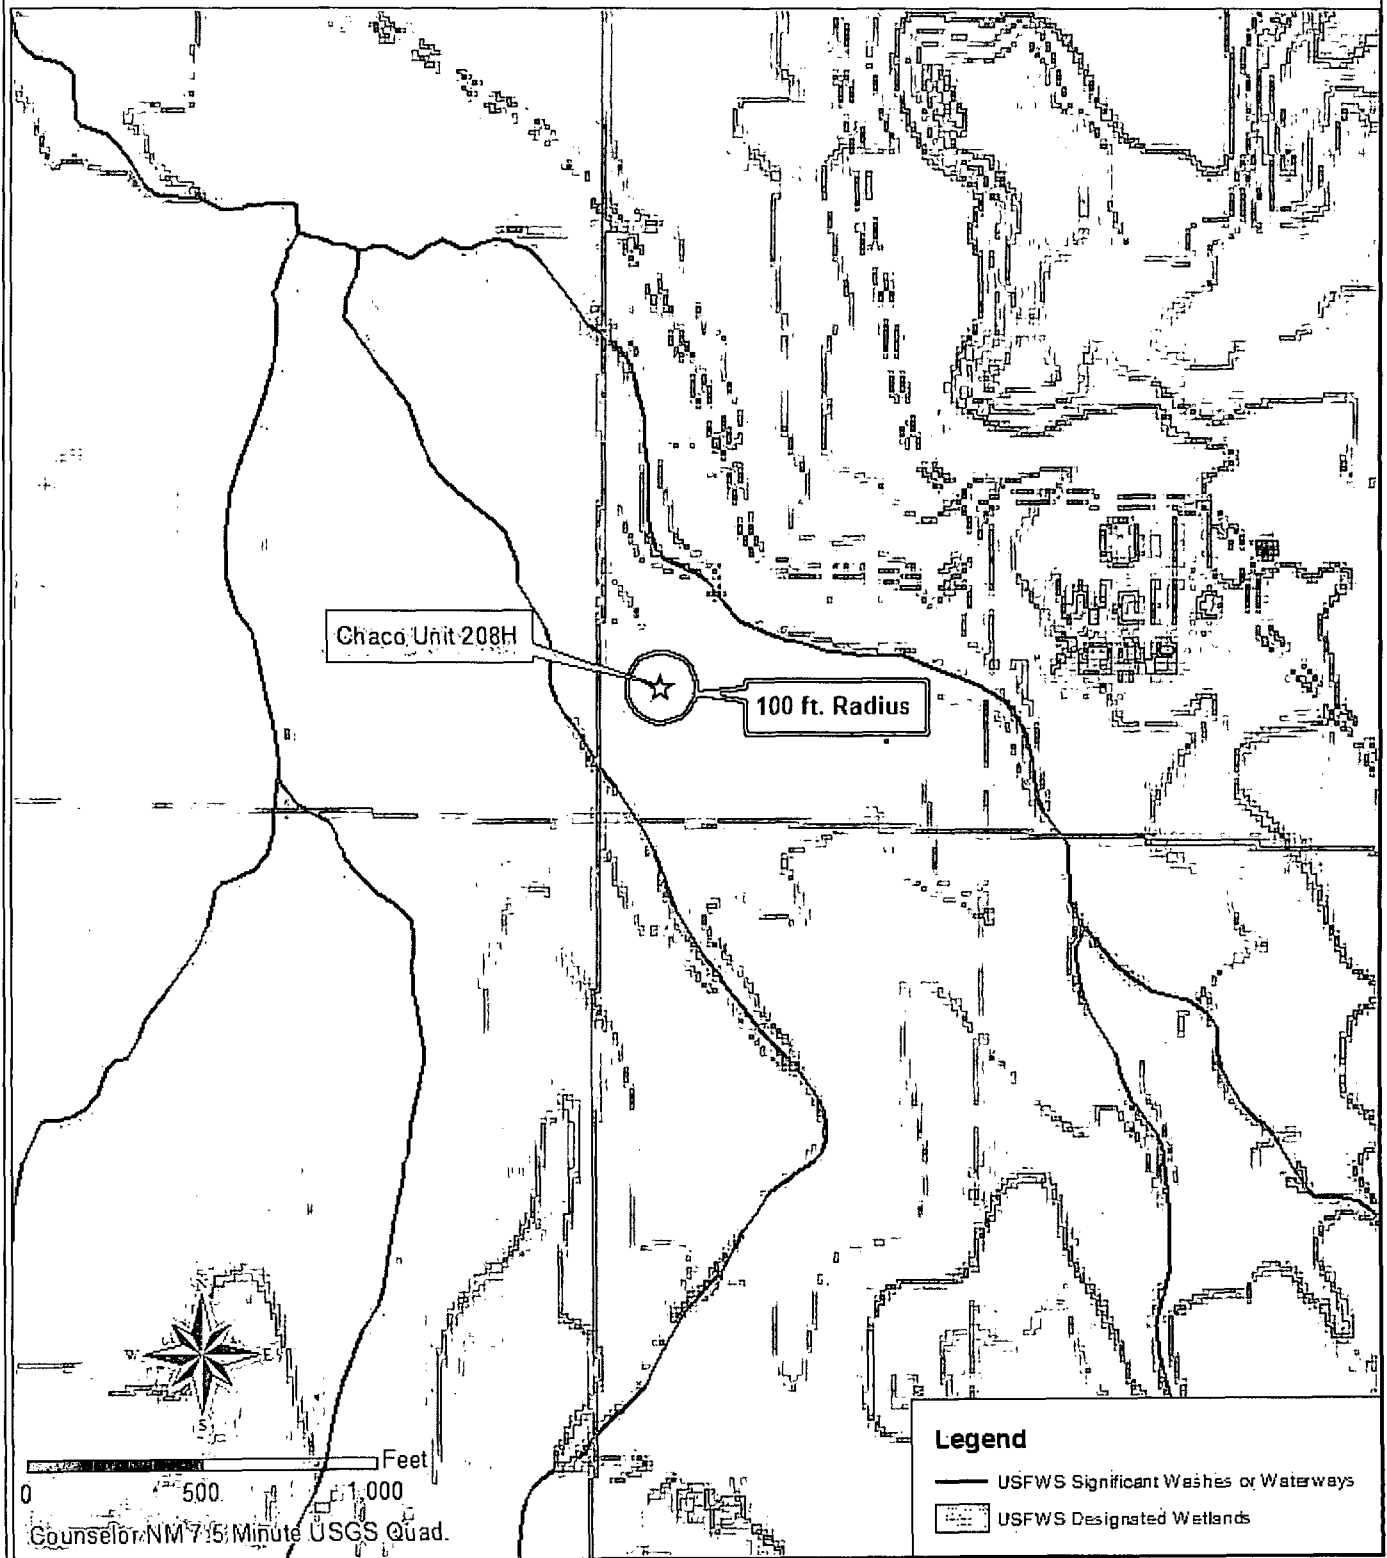 Chaco Unit 208H
100 ft. Radius
W
E
S
Feet
0 500 1,000
Counselor NM 7.5 Minute USGS Quad.
Legend
USFWS Significant Washes or Waterways
USFWS Designated Wetlands